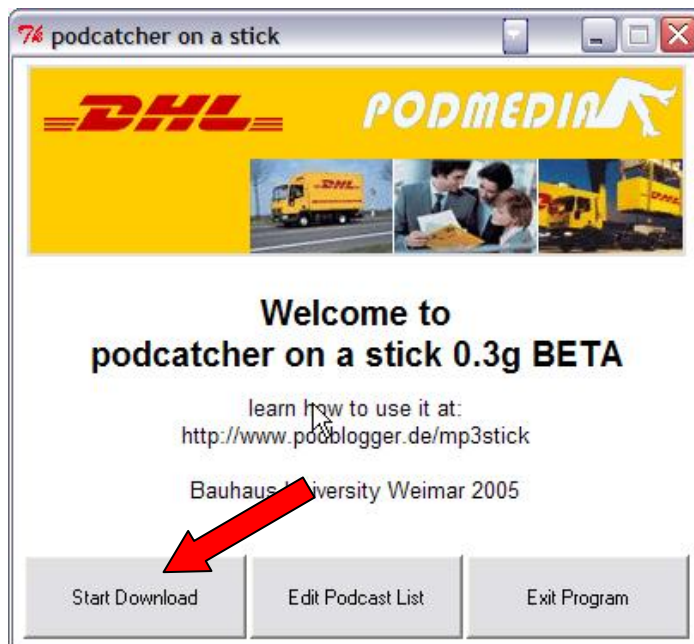 podcatcher on a stick
DHL PODMEDIA
DHL
DHL
Welcome to
podcatcher on a stick 0.3g BETA
learn how to use it at:
http://www.podblogger.de/mp3stick
Bauhaus University Weimar 2005
Start Download Edit Podcast List Exit Program